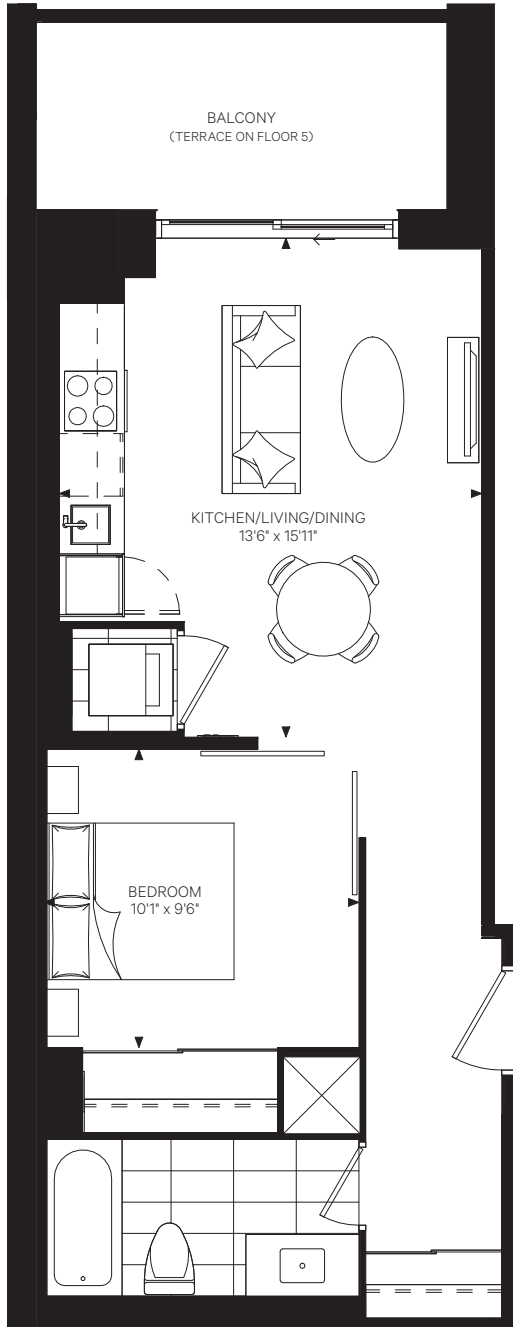 BALCONY
(TERRACE ON FLOOR 5)
KITCHEN/LIVING/DINING
13'6" x 15'11"
BEDROOM
10'1" x 9'6"